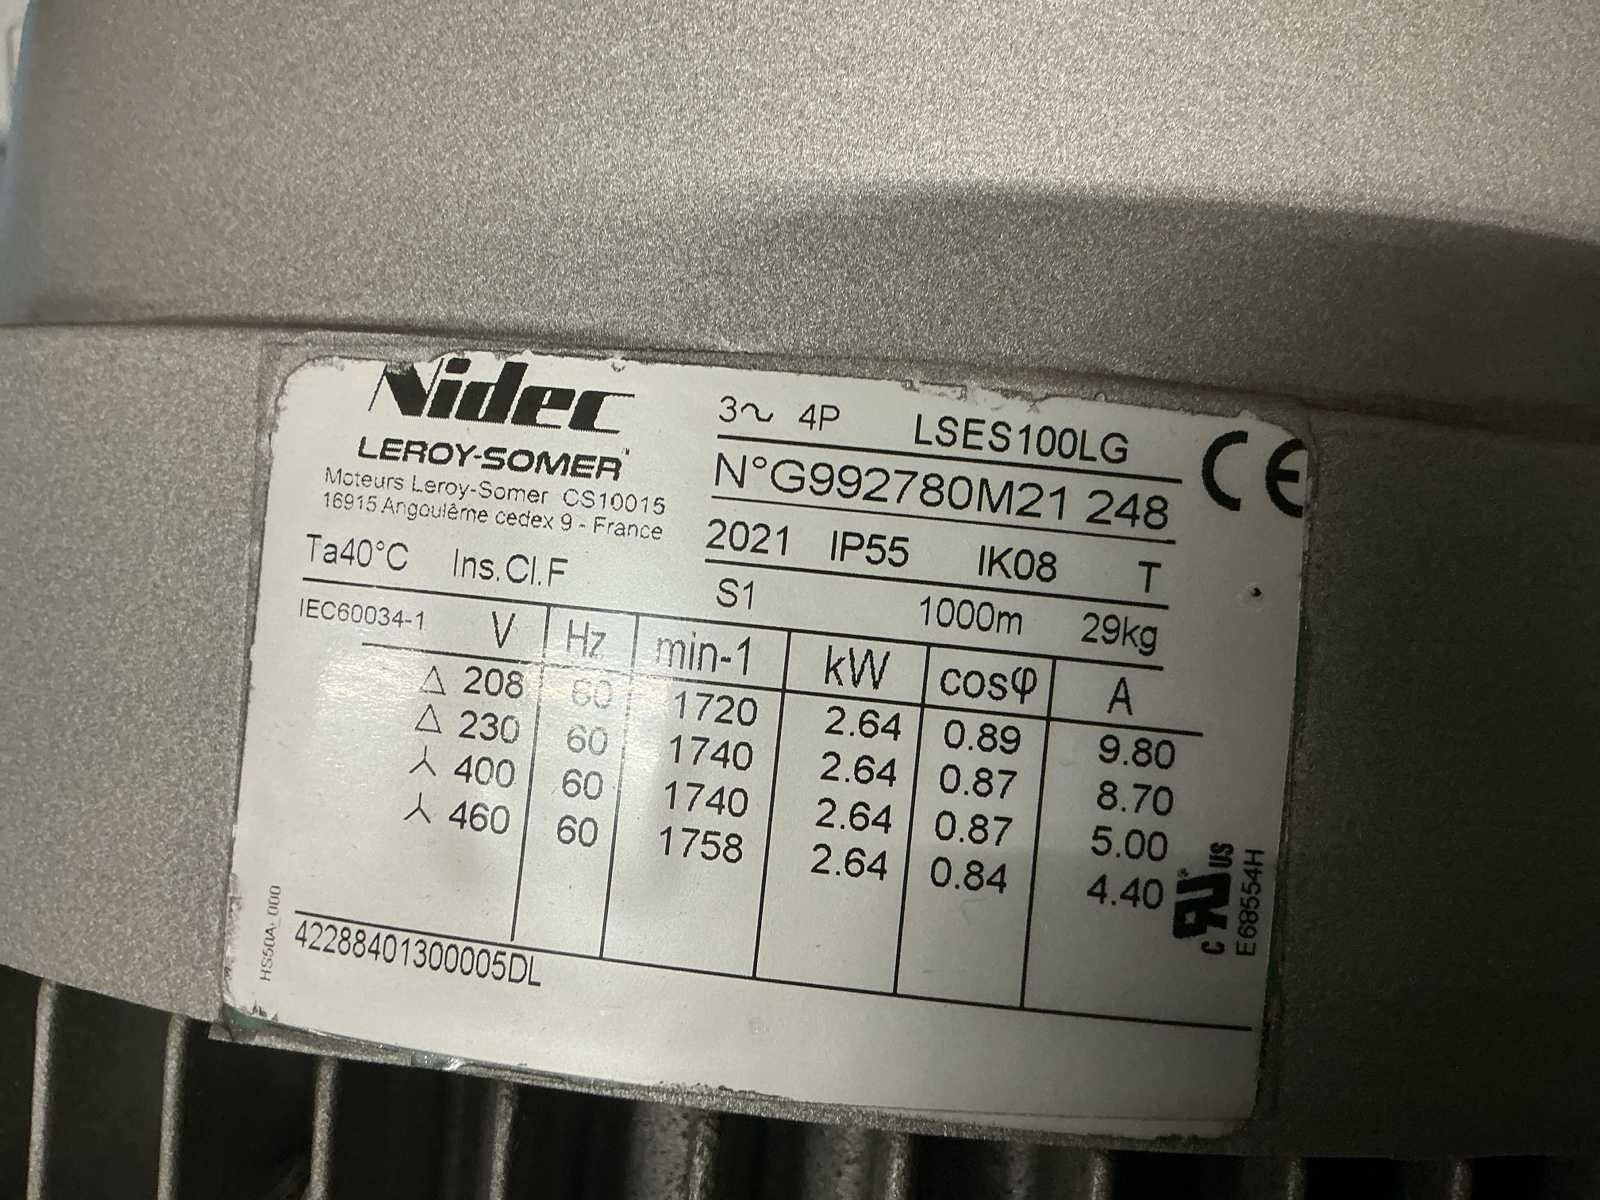 Nidec
LEROY-SOMER™
Moteurs Leroy-Somer CS10015
16915 Angoulême cedex 9 - France
3~ 4P LSES100LG
N°G992780M21 248
2021 IP55 IK08 T
Ta40°C Ins.Cl.F S1 1000m 29kg
IEC60034-1 V Hz min-1 kW cosφ A
Δ 208 60 1720 2.64 0.89 9.80
Δ 230 60 1740 2.64 0.87 8.70
⅄ 400 60 1740 2.64 0.87 5.00
⅄ 460 60 1758 2.64 0.84 4.40
42288401300005DL
CE
c RU US
E68554H